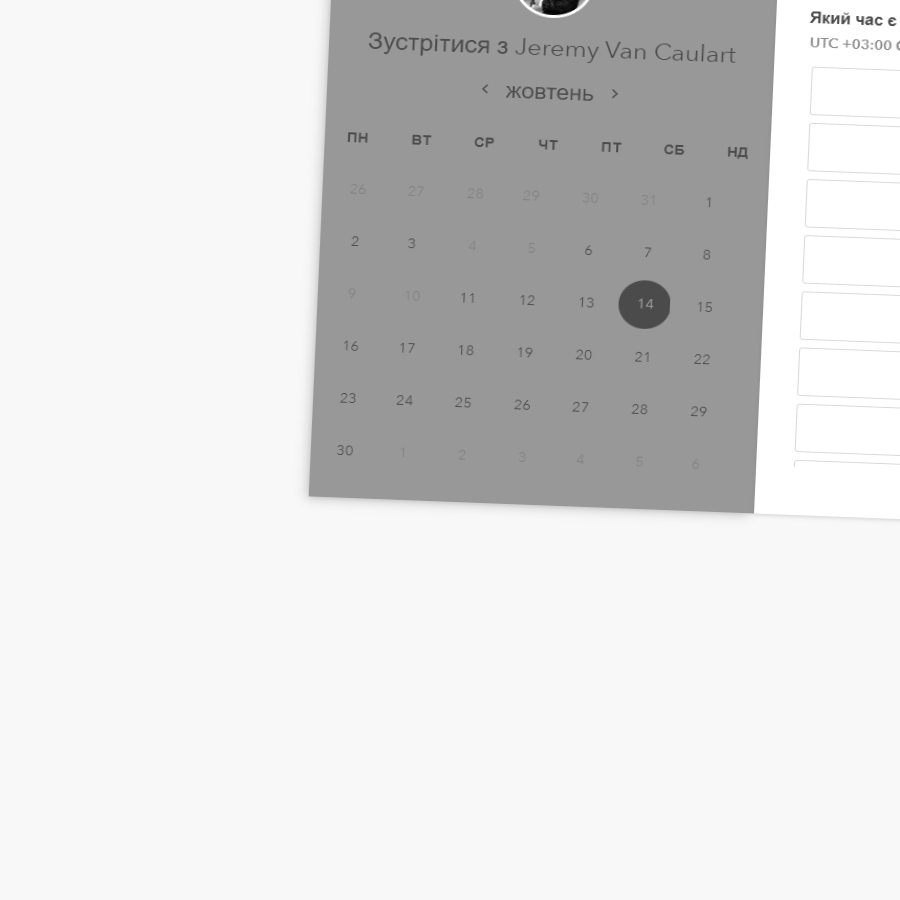 Зустрітися з Jeremy Van Caulart
‹ жовтень ›
ПН ВТ СР ЧТ ПТ СБ НД
26 27 28 29 30 31 1
2 3 4 5 6 7 8
9 10 11 12 13 14 15
16 17 18 19 20 21 22
23 24 25 26 27 28 29
30 1 2 3 4 5 6
Який час є
UTC +03:00